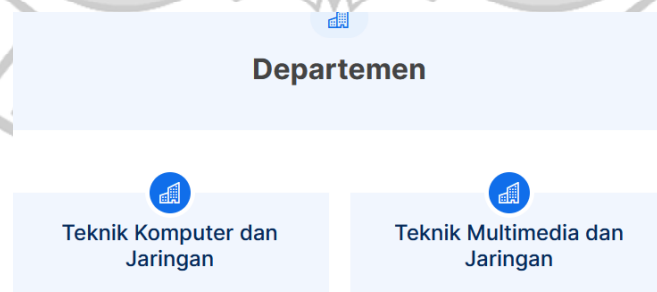 Departemen
Teknik Komputer dan
Jaringan
Teknik Multimedia dan
Jaringan